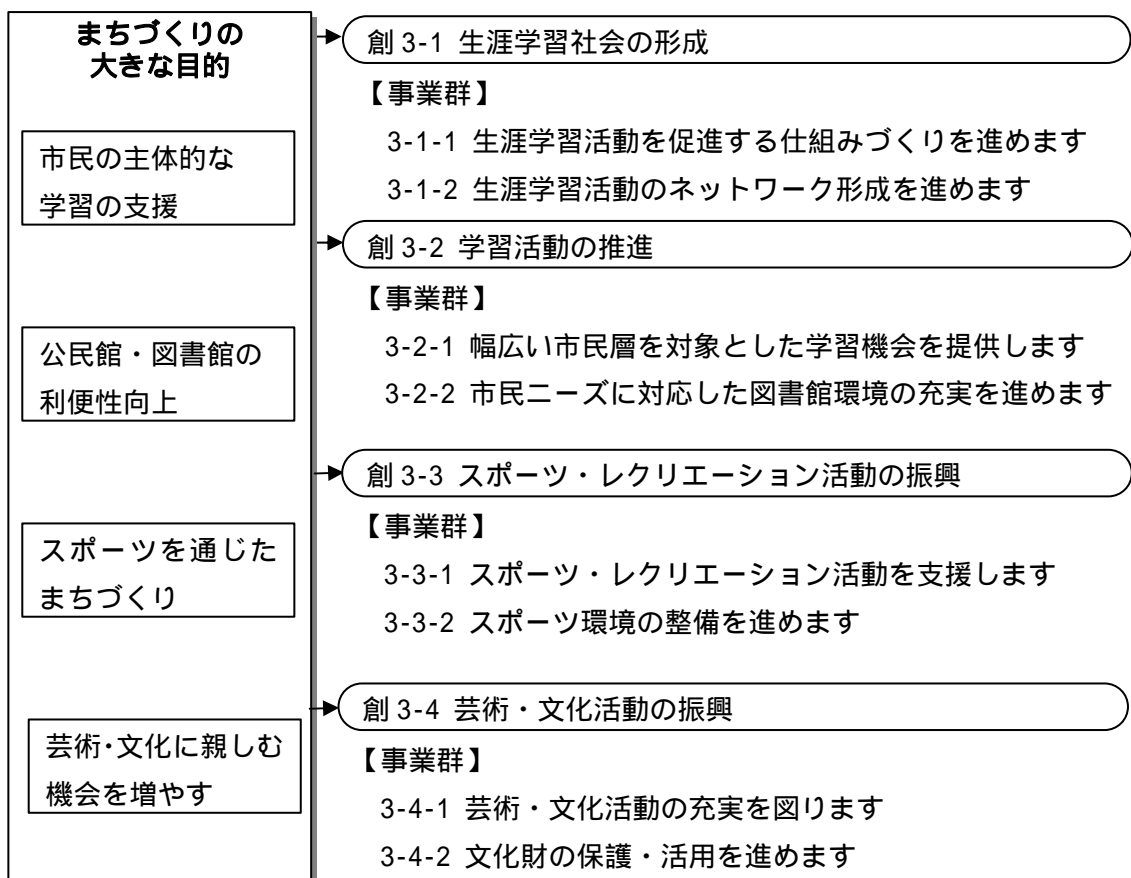 まちづくりの
大きな目的
市民の主体的な
学習の支援
公民館・図書館の
利便性向上
スポーツを通じた
まちづくり
芸術・文化に親しむ
機会を増やす
創 3-1 生涯学習社会の形成
【事業群】
3-1-1 生涯学習活動を促進する仕組みづくりを進めます
3-1-2 生涯学習活動のネットワーク形成を進めます
創 3-2 学習活動の推進
【事業群】
3-2-1 幅広い市民層を対象とした学習機会を提供します
3-2-2 市民ニーズに対応した図書館環境の充実を進めます
創 3-3 スポーツ・レクリエーション活動の振興
【事業群】
3-3-1 スポーツ・レクリエーション活動を支援します
3-3-2 スポーツ環境の整備を進めます
創 3-4 芸術・文化活動の振興
【事業群】
3-4-1 芸術・文化活動の充実を図ります
3-4-2 文化財の保護・活用を進めます